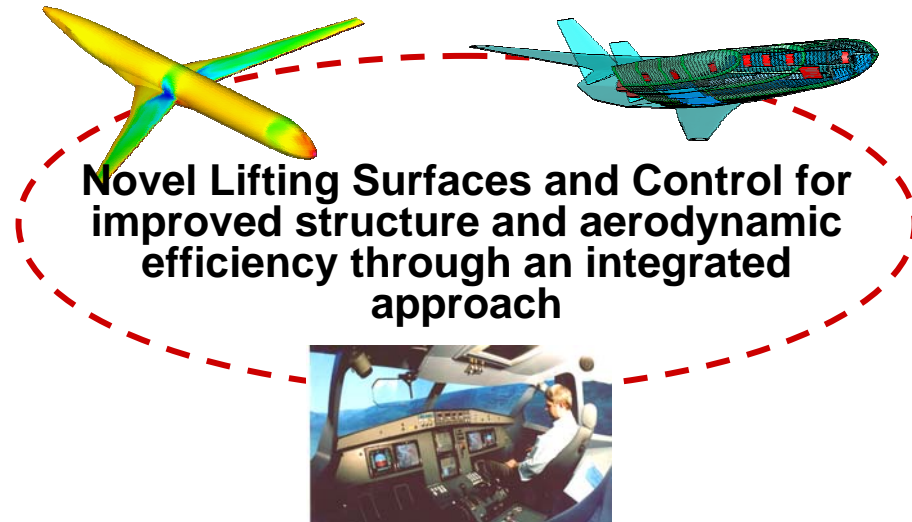 Novel Lifting Surfaces and Control for
improved structure and aerodynamic
efficiency through an integrated
approach